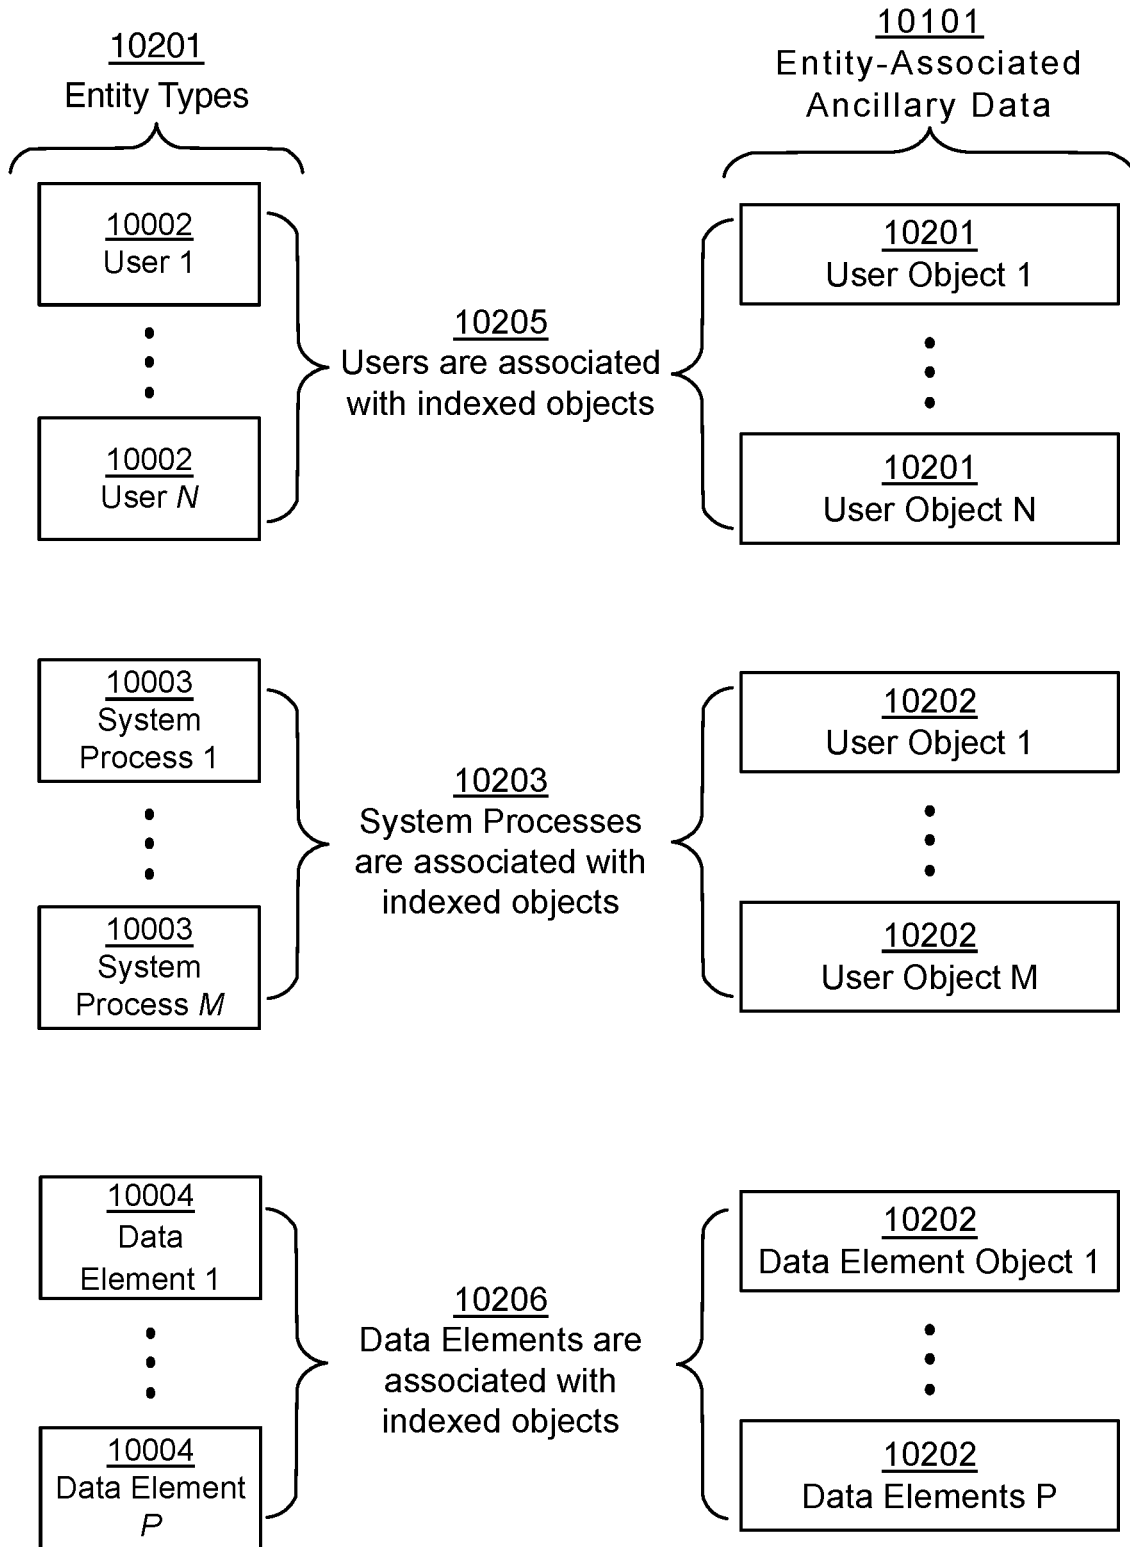 10201
Entity Types
10101
Entity-Associated
Ancillary Data
10002
User 1
10002
User N
10205
Users are associated
with indexed objects
10201
User Object 1
10201
User Object N
10003
System
Process 1
10003
System
Process M
10203
System Processes
are associated with
indexed objects
10202
User Object 1
10202
User Object M
10004
Data
Element 1
10004
Data Element
P
10206
Data Elements are
associated with
indexed objects
10202
Data Element Object 1
10202
Data Elements P